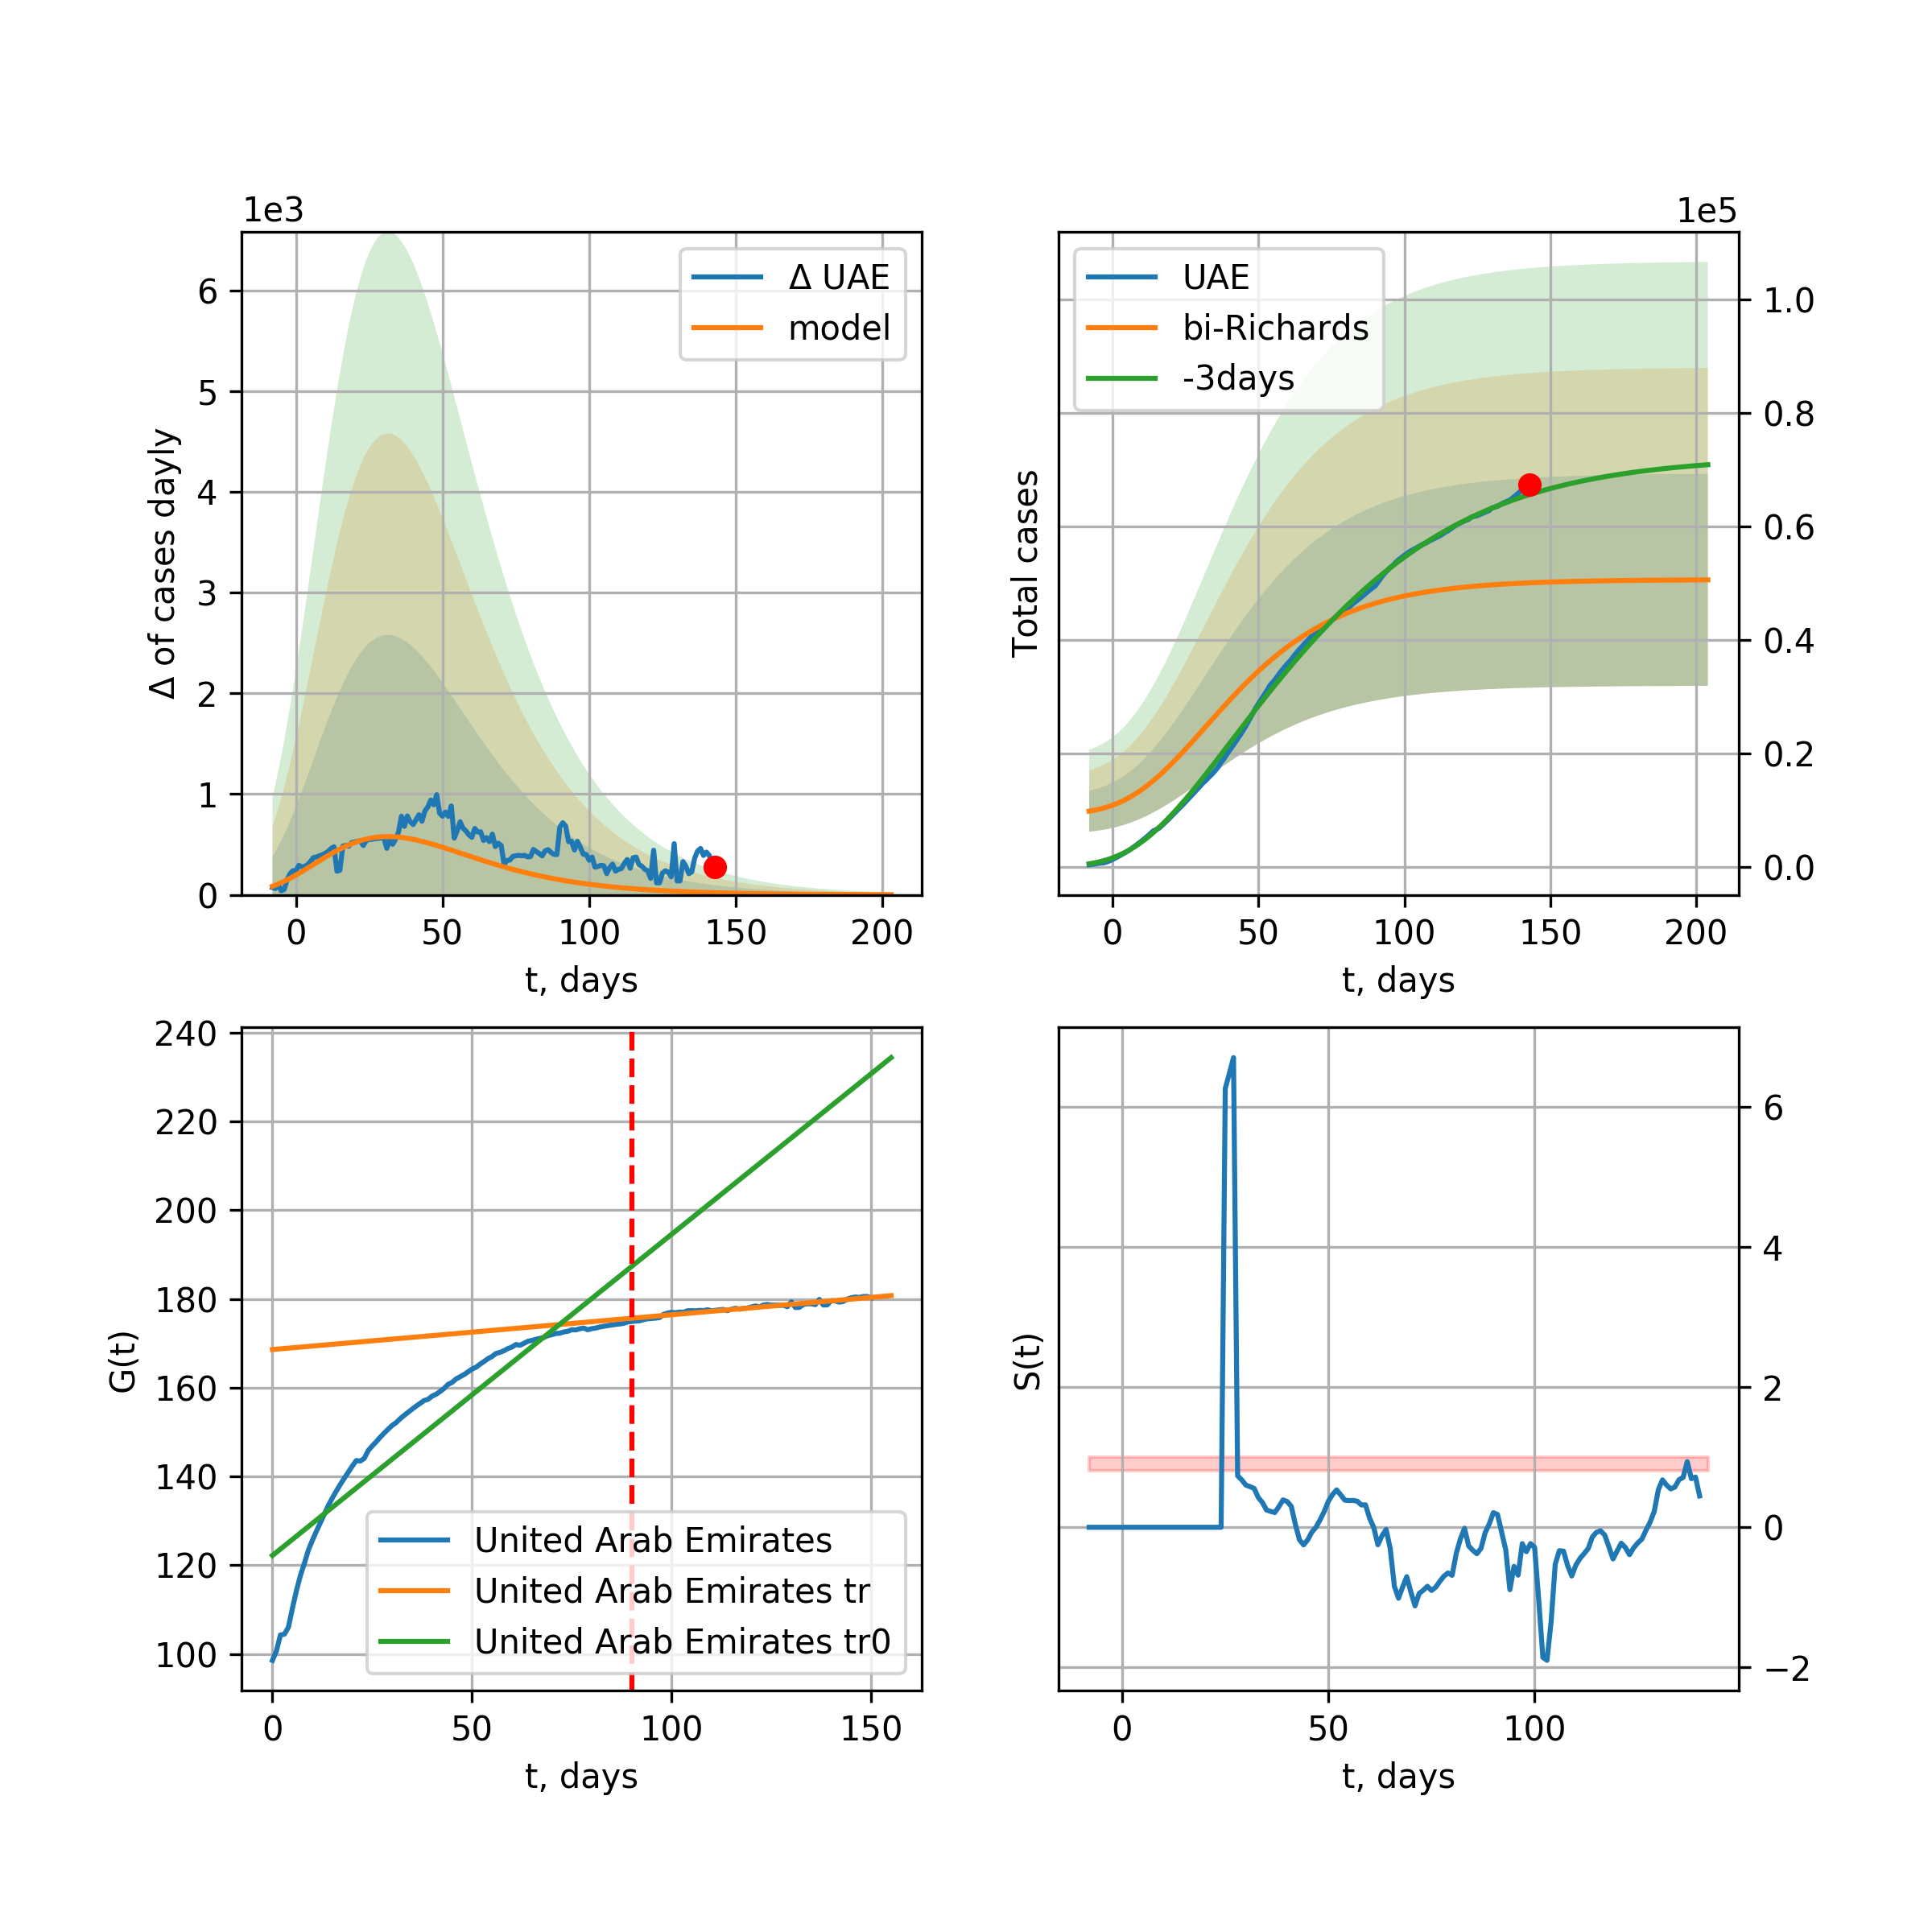 1e3
Δ UAE
model
6
5
4
3
2
1
0
Δ of cases dayly
0 50 100 150 200
t, days
1e5
UAE
bi-Richards
-3days
Total cases
1.0
0.8
0.6
0.4
0.2
0.0
0 50 100 150 200
t, days
240
220
200
180
160
140
120
100
G(t)
United Arab Emirates
United Arab Emirates tr
United Arab Emirates tr0
0 50 100 150
t, days
S(t)
6
4
2
0
−2
0 50 100
t, days